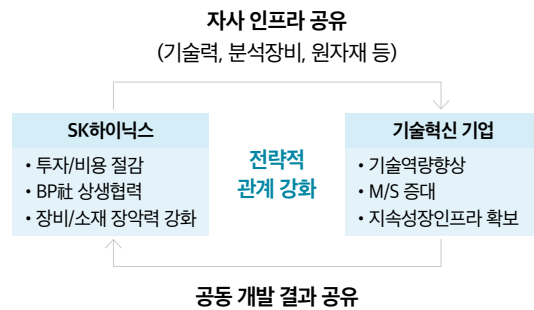 자사 인프라 공유
(기술력, 분석장비, 원자재 등)
SK하이닉스
• 투자/비용 절감
• BP社 상생협력
• 장비/소재 장악력 강화
전략적
관계 강화
기술혁신 기업
• 기술역량향상
• M/S 증대
• 지속성장인프라 확보
공동 개발 결과 공유